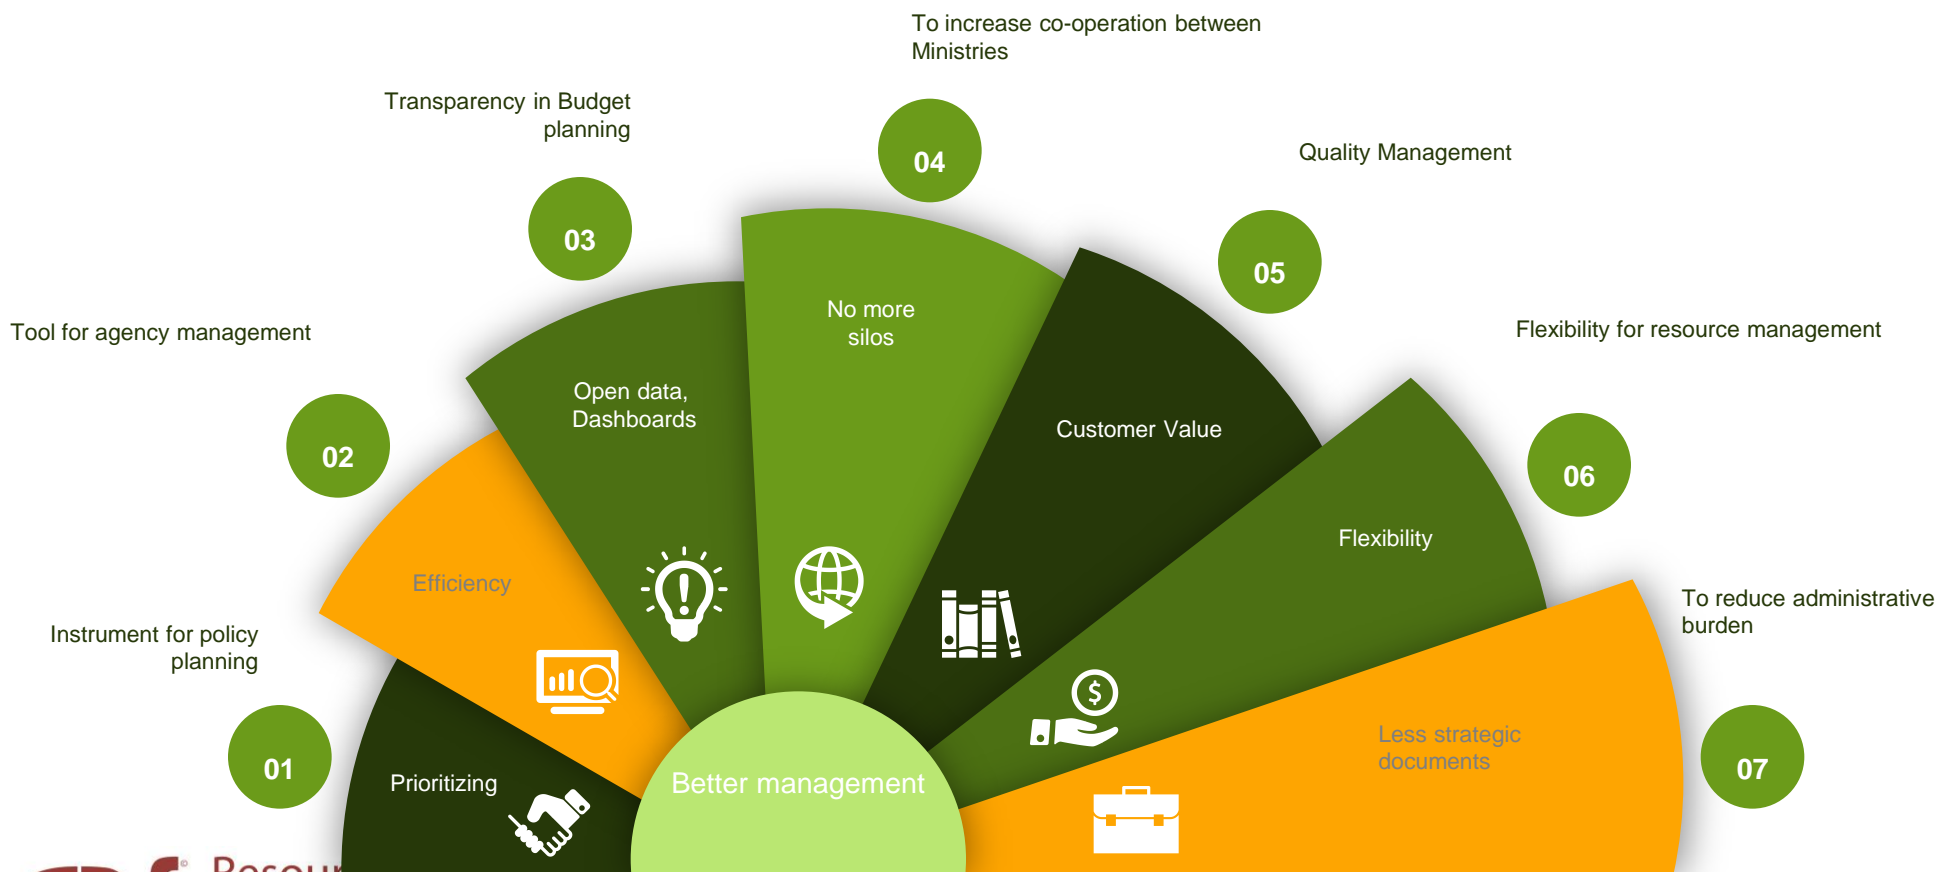 To increase co-operation between
Ministries
Transparency in Budget
planning
04
Quality Management
03
05
Tool for agency management
No more
silos
Flexibility for resource management
Open data,
Dashboards
Customer Value
02
06
Flexibility
Efficiency
To reduce administrative
burden
Instrument for policy
planning
Less strategic
documents
01
Prioritizing
Better management
07